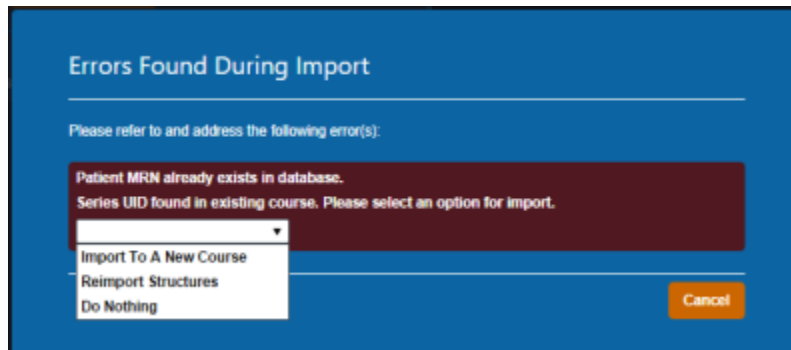 Errors Found During Import
Please refer to and address the following error(s):
Patient MRN already exists in database.
Series UID found in existing course. Please select an option for import.
Import To A New Course
Reimport Structures
Do Nothing
Cancel